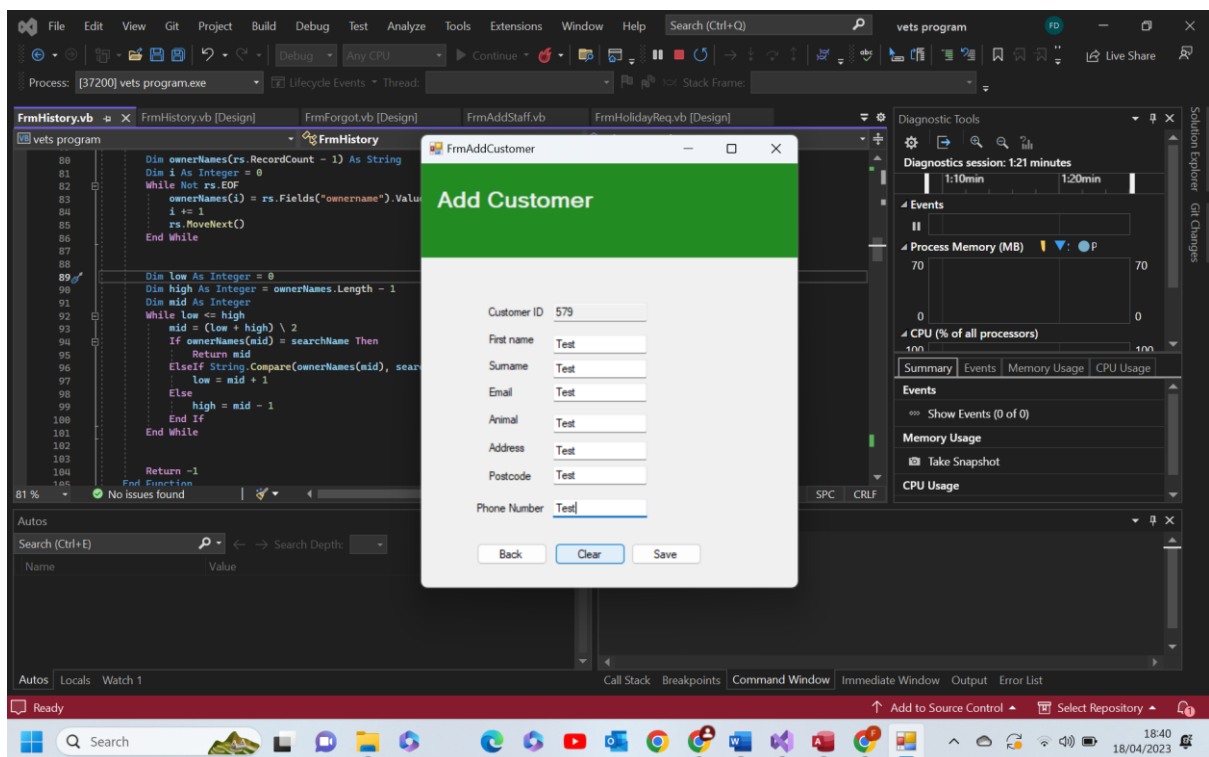 File Edit View Git Project Build Debug Test Analyze Tools Extensions Window Help Search (Ctrl+Q) vets program FD
Debug Any CPU Continue Live Share
Process: [37200] vets program.exe Lifecycle Events Thread: Stack Frame:
FrmHistory.vb FrmHistory.vb [Design] FrmForgot.vb [Design] FrmAddStaff.vb FrmHolidayReq.vb [Design]
VB vets program FrmHistory
80 Dim ownerNames(rs.RecordCount - 1) As String
81 Dim i As Integer = 0
82 While Not rs.EOF
83 ownerNames(i) = rs.Fields("ownername").Valu
84 i += 1
85 rs.MoveNext()
86 End While
87
88
89 Dim low As Integer = 0
90 Dim high As Integer = ownerNames.Length - 1
91 Dim mid As Integer
92 While low <= high
93 mid = (low + high) \ 2
94 If ownerNames(mid) = searchName Then
95 Return mid
96 ElseIf String.Compare(ownerNames(mid), sear
97 low = mid + 1
98 Else
99 high = mid - 1
100 End If
101 End While
102
103
104 Return -1
105 End Function
81 % No issues found SPC CRLF
FrmAddCustomer
Add Customer
Customer ID 579
First name Test
Surname Test
Email Test
Animal Test
Address Test
Postcode Test
Phone Number Test
Back Clear Save
Diagnostic Tools
Diagnostics session: 1:21 minutes
1:10min 1:20min
Events
Process Memory (MB) P
70 70
0 0
CPU (% of all processors)
100 100
Summary Events Memory Usage CPU Usage
Events
Show Events (0 of 0)
Memory Usage
Take Snapshot
CPU Usage
Solution Explorer
Git Changes
Autos
Search (Ctrl+E) Search Depth:
Name Value
Autos Locals Watch 1
Call Stack Breakpoints Command Window Immediate Window Output Error List
Ready Add to Source Control Select Repository
Search
18:40
18/04/2023